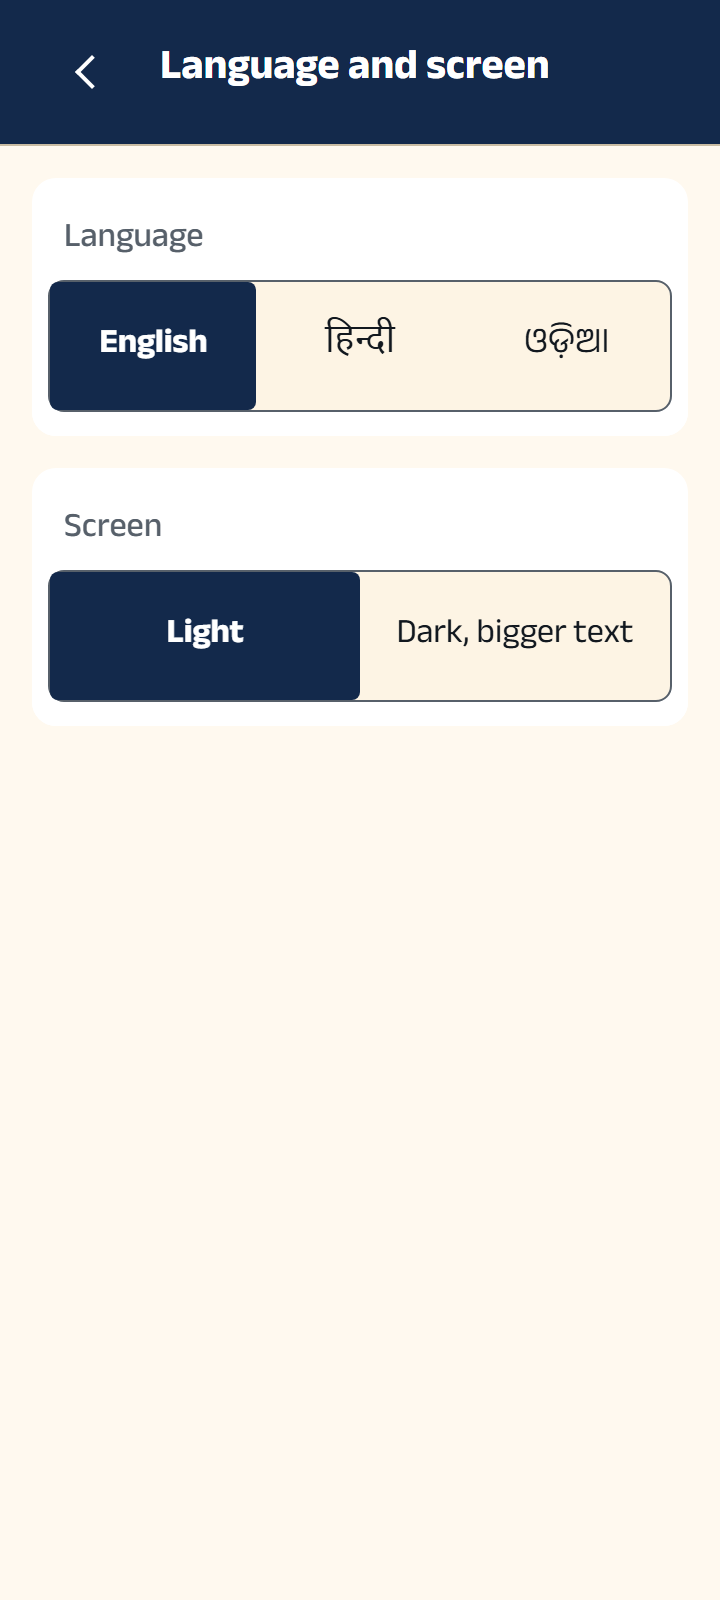 Language and screen
Language
English हिन्दी ଓଡ଼ିଆ
Screen
Light Dark, bigger text